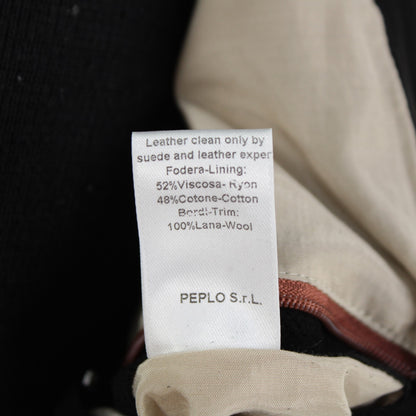 Leather clean only by
suede and leather exper
Fodera-Lining:
52%Viscosa- Ryon
48%Cotone-Cotton
Bordi-Trim:
100%Lana-Wool
PEPLO S.r.L.